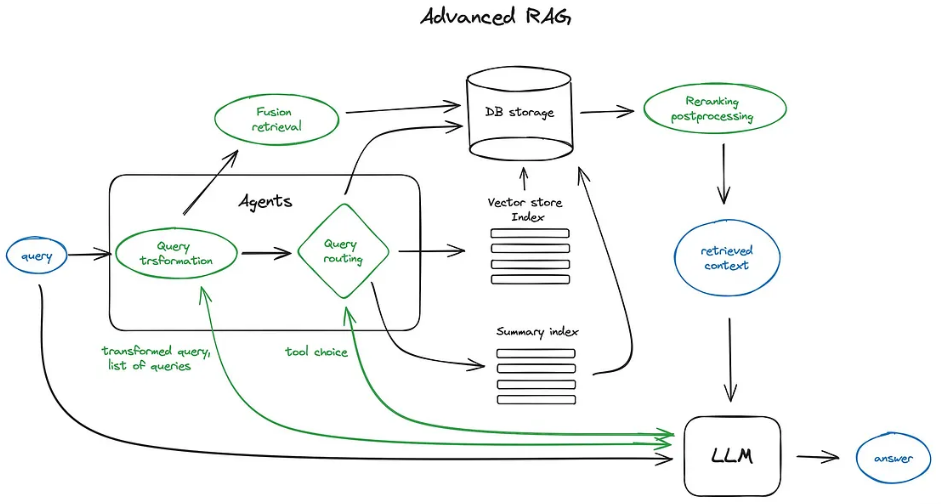 Advanced RAG
Fusion
retrieval
DB storage
Reranking
postprocessing
Agents
Vector store
Index
query
Query
trsformation
Query
routing
retrieved
context
Summary index
transformed query,
list of queries
tool choice
LLM
answer